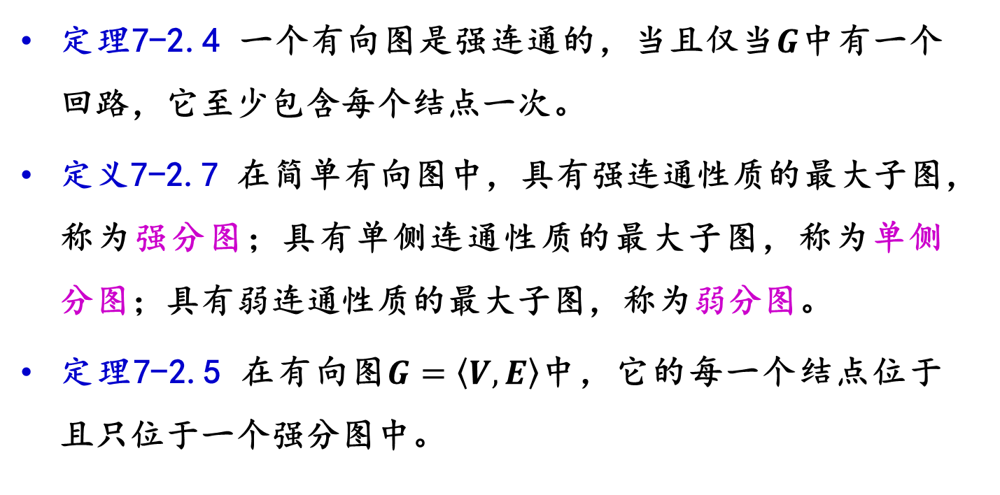 • 定理7-2.4 一个有向图是强连通的，当且仅当G中有一个
回路，它至少包含每个结点一次。
• 定义7-2.7 在简单有向图中，具有强连通性质的最大子图，
称为强分图；具有单侧连通性质的最大子图，称为单侧
分图；具有弱连通性质的最大子图，称为弱分图。
• 定理7-2.5 在有向图G = ⟨V, E⟩中，它的每一个结点位于
且只位于一个强分图中。